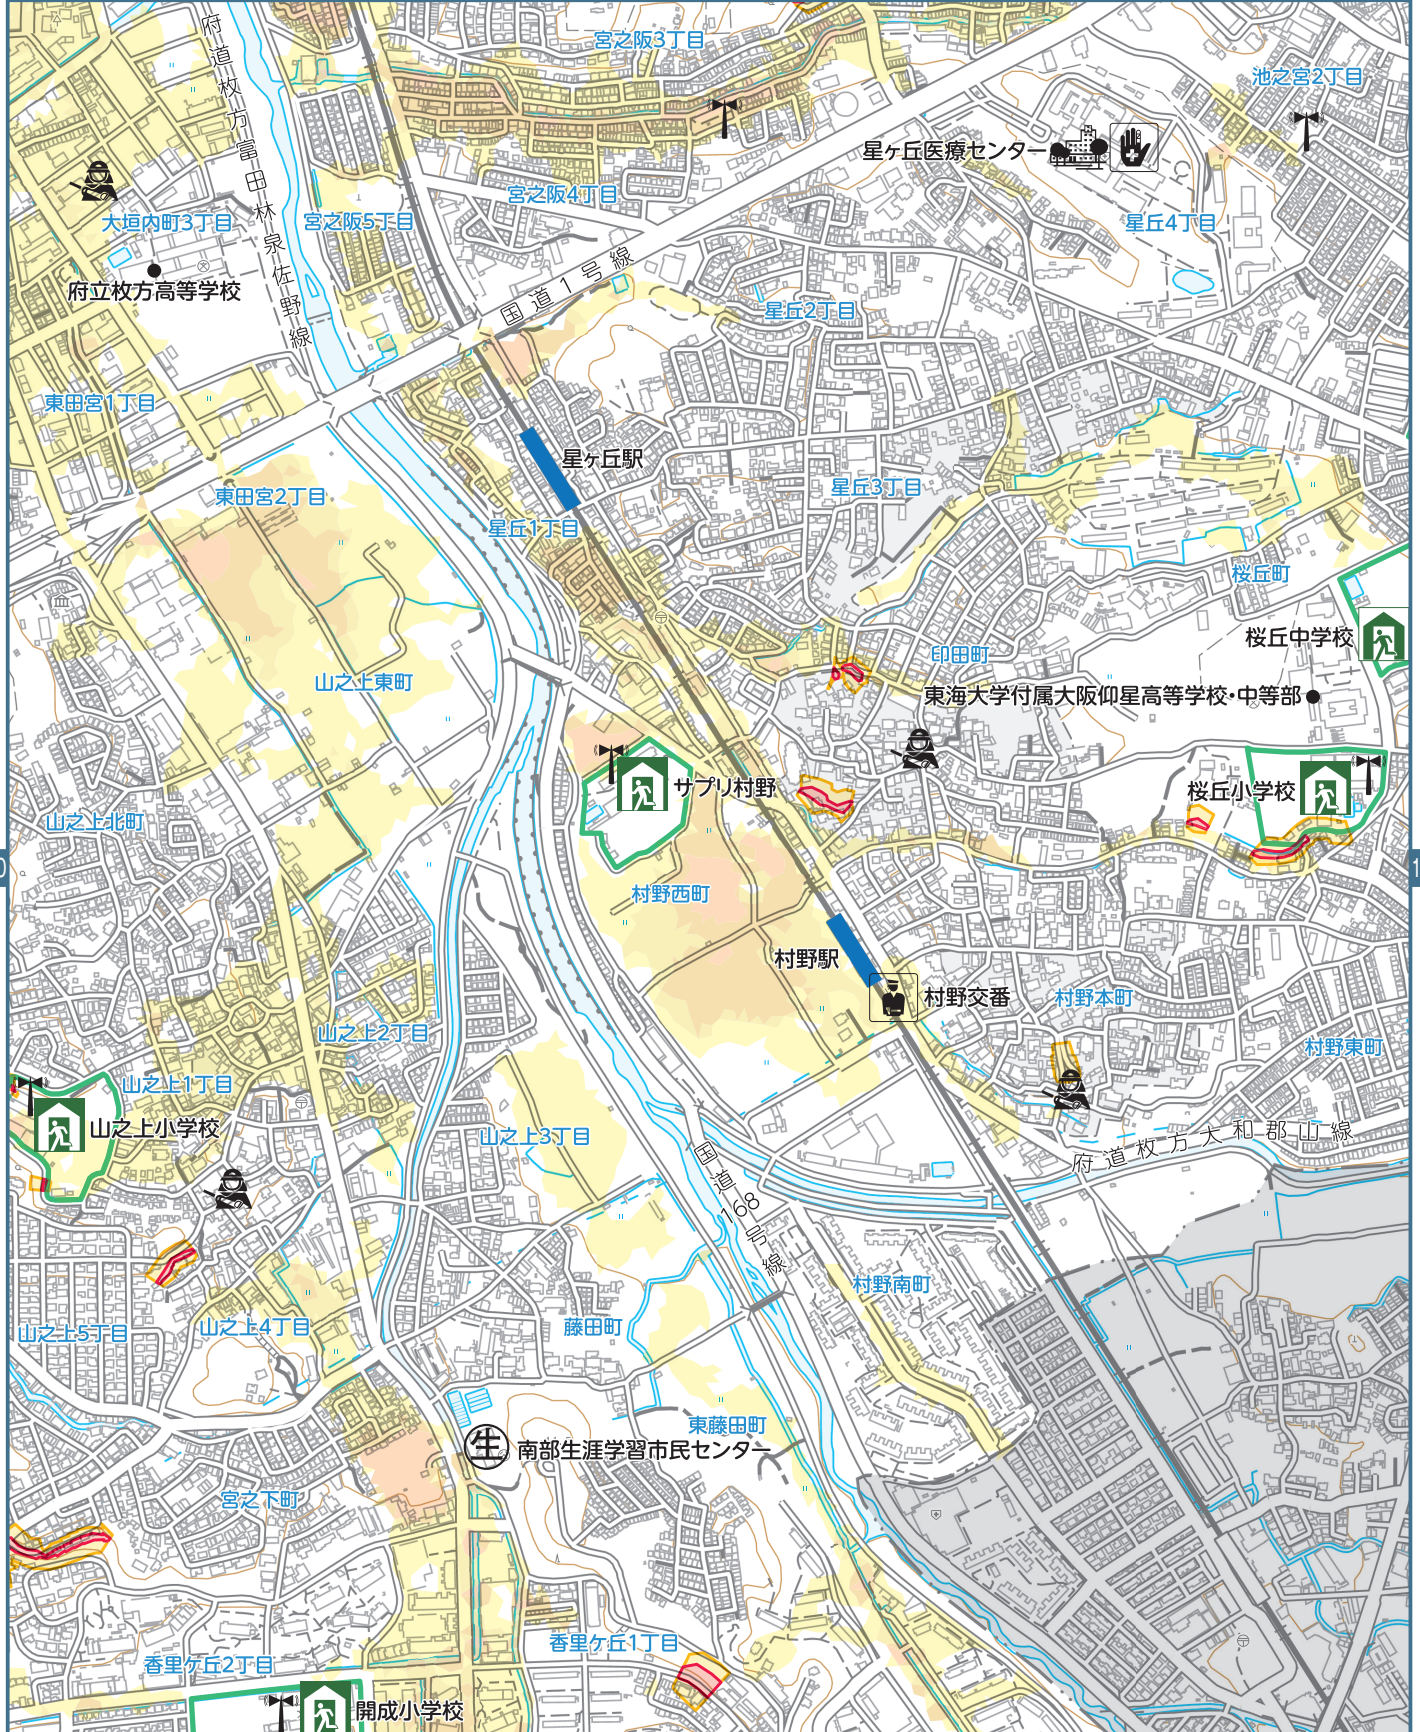 宮之阪3丁目
府道枚方富田林泉佐野線
池之宮2丁目
星ヶ丘医療センター
宮之阪4丁目
大垣内町3丁目
宮之阪5丁目
星丘4丁目
府立枚方高等学校
国道1号線
星丘2丁目
東田宮1丁目
星ヶ丘駅
東田宮2丁目
星丘3丁目
星丘1丁目
桜丘町
桜丘中学校
印田町
山之上東町
東海大学付属大阪仰星高等学校・中等部
サプリ村野
桜丘小学校
山之上北町
村野西町
村野駅
村野交番
村野本町
山之上2丁目
村野東町
山之上1丁目
山之上小学校
山之上3丁目
府道枚方大和郡山線
国道168号線
村野南町
山之上5丁目
山之上4丁目
藤田町
東藤田町
生
南部生涯学習市民センター
宮之下町
香里ケ丘1丁目
香里ケ丘2丁目
開成小学校